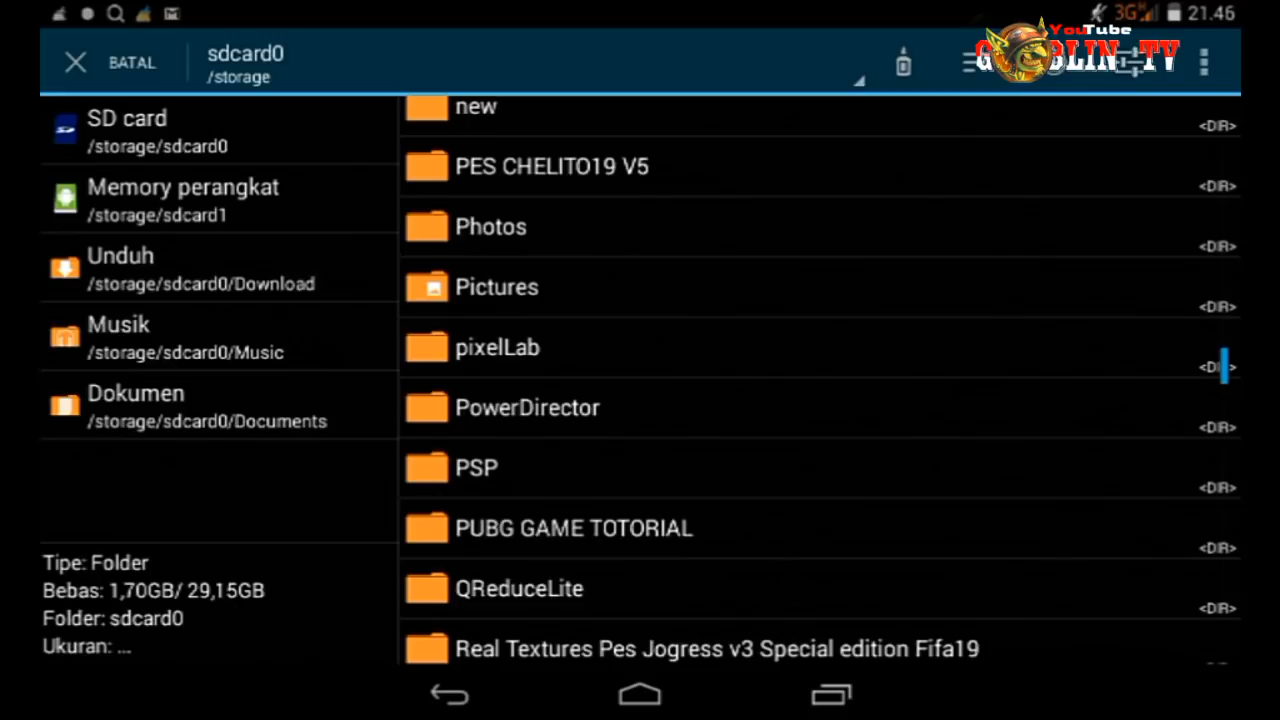 3G H 21.46
YouTube
GOBLIN TV
BATAL
sdcard0
/storage
SD card
/storage/sdcard0
Memory perangkat
/storage/sdcard1
Unduh
/storage/sdcard0/Download
Musik
/storage/sdcard0/Music
Dokumen
/storage/sdcard0/Documents
Tipe: Folder
Bebas: 1,70GB/ 29,15GB
Folder: sdcard0
Ukuran: ...
new
<DIR>
PES CHELITO19 V5
<DIR>
Photos
<DIR>
Pictures
<DIR>
pixelLab
PowerDirector
<DIR>
PSP
<DIR>
PUBG GAME TOTORIAL
<DIR>
QReduceLite
<DIR>
Real Textures Pes Jogress v3 Special edition Fifa19